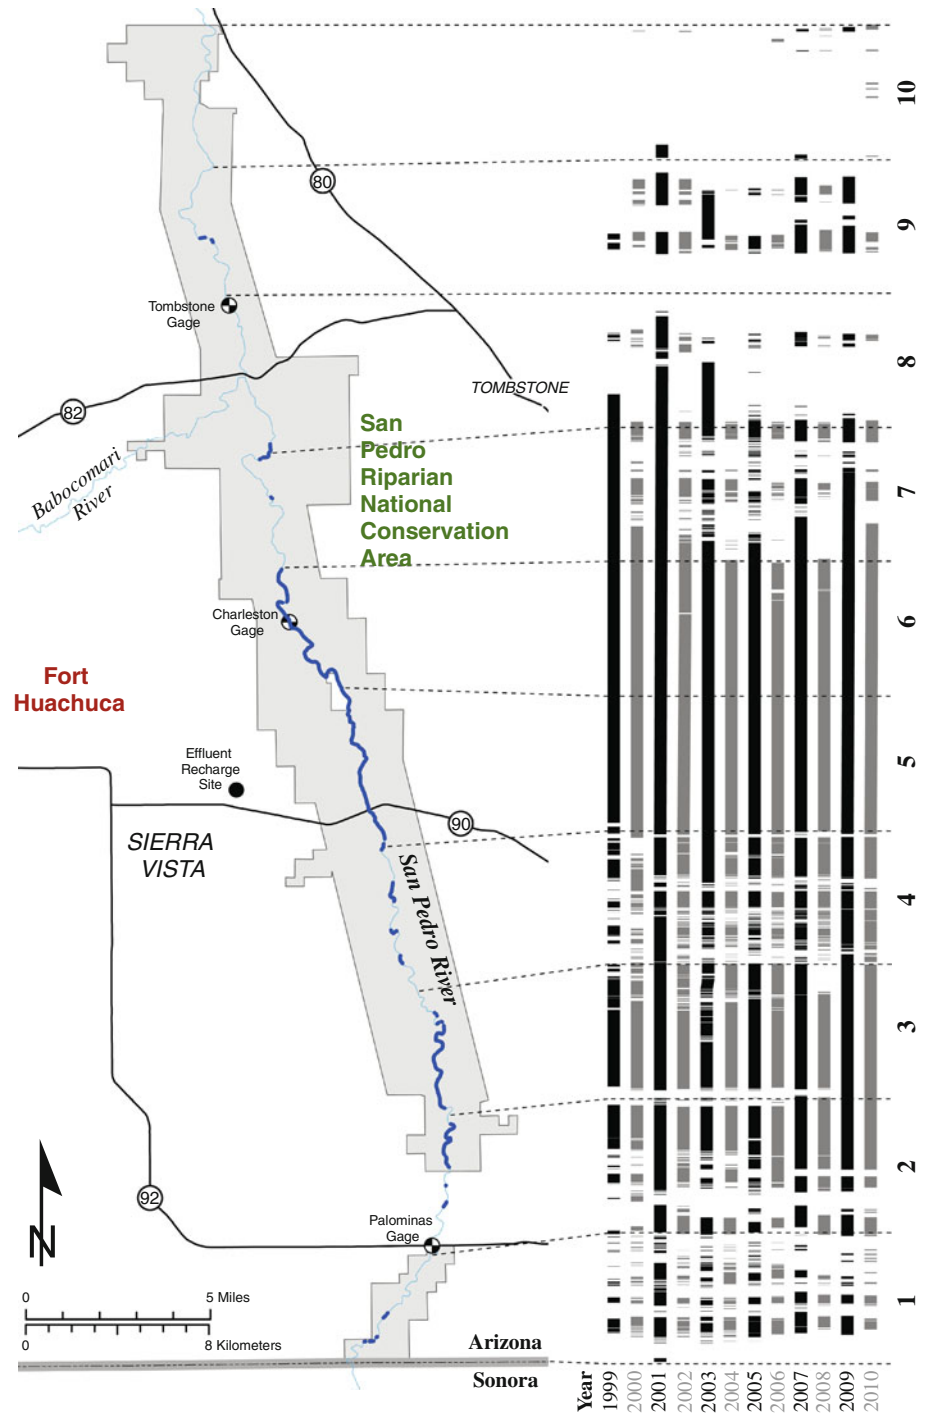 80
10
9
Tombstone
Gage
8
TOMBSTONE
82
San
Pedro
Riparian
National
Conservation
Area
Babocomari
River
7
Charleston
Gage
6
Fort
Huachuca
Effluent
Recharge
Site
5
90
SIERRA
VISTA
San Pedro River
4
3
N
92
2
Palominas
Gage
1
0 5 Miles
0 8 Kilometers
Arizona
Sonora
Year 1999 2000 2001 2002 2003 2004 2005 2006 2007 2008 2009 2010